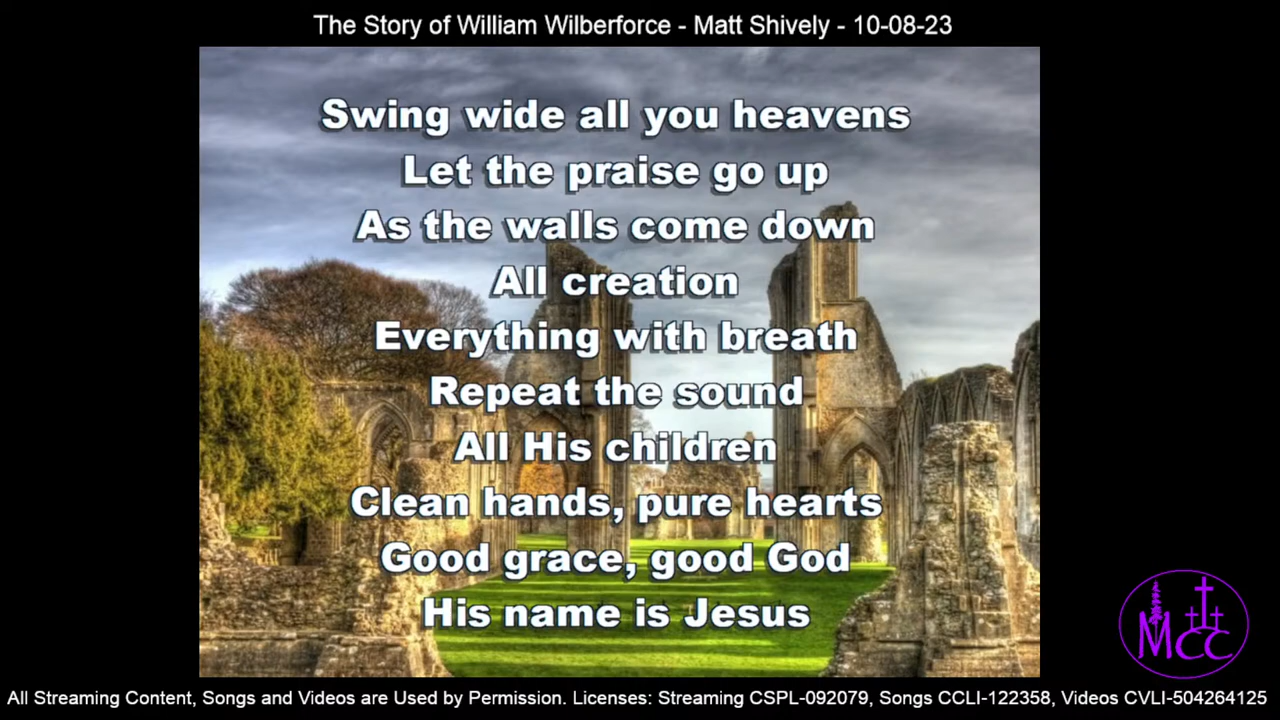 The Story of William Wilberforce - Matt Shively - 10-08-23
Swing wide all you heavens
Let the praise go up
As the walls come down
All creation
Everything with breath
Repeat the sound
All His children
Clean hands, pure hearts
Good grace, good God
His name is Jesus
MCC
All Streaming Content, Songs and Videos are Used by Permission. Licenses: Streaming CSPL-092079, Songs CCLI-122358, Videos CVLI-504264125